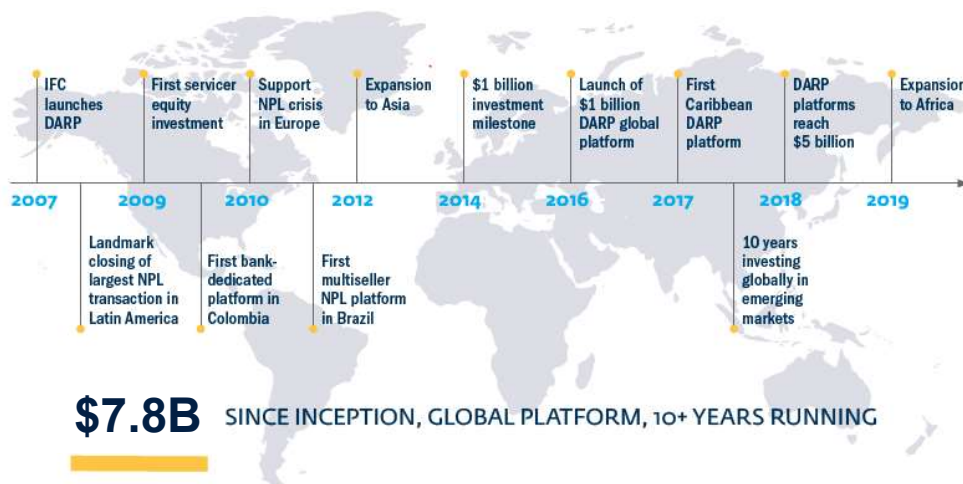 IFC
launches
DARP
First servicer
equity
investment
Support
NPL crisis
in Europe
Expansion
to Asia
$1 billion
investment
milestone
Launch of
$1 billion
DARP global
platform
First
Caribbean
DARP
platform
DARP
platforms
reach
$5 billion
Expansion
to Africa
2007
2009
2010
2012
2014
2016
2017
2018
2019
Landmark
closing of
largest NPL
transaction in
Latin America
First bank-
dedicated
platform in
Colombia
First
multiseller
NPL platform
in Brazil
10 years
investing
globally in
emerging
markets
$7.8B SINCE INCEPTION, GLOBAL PLATFORM, 10+ YEARS RUNNING